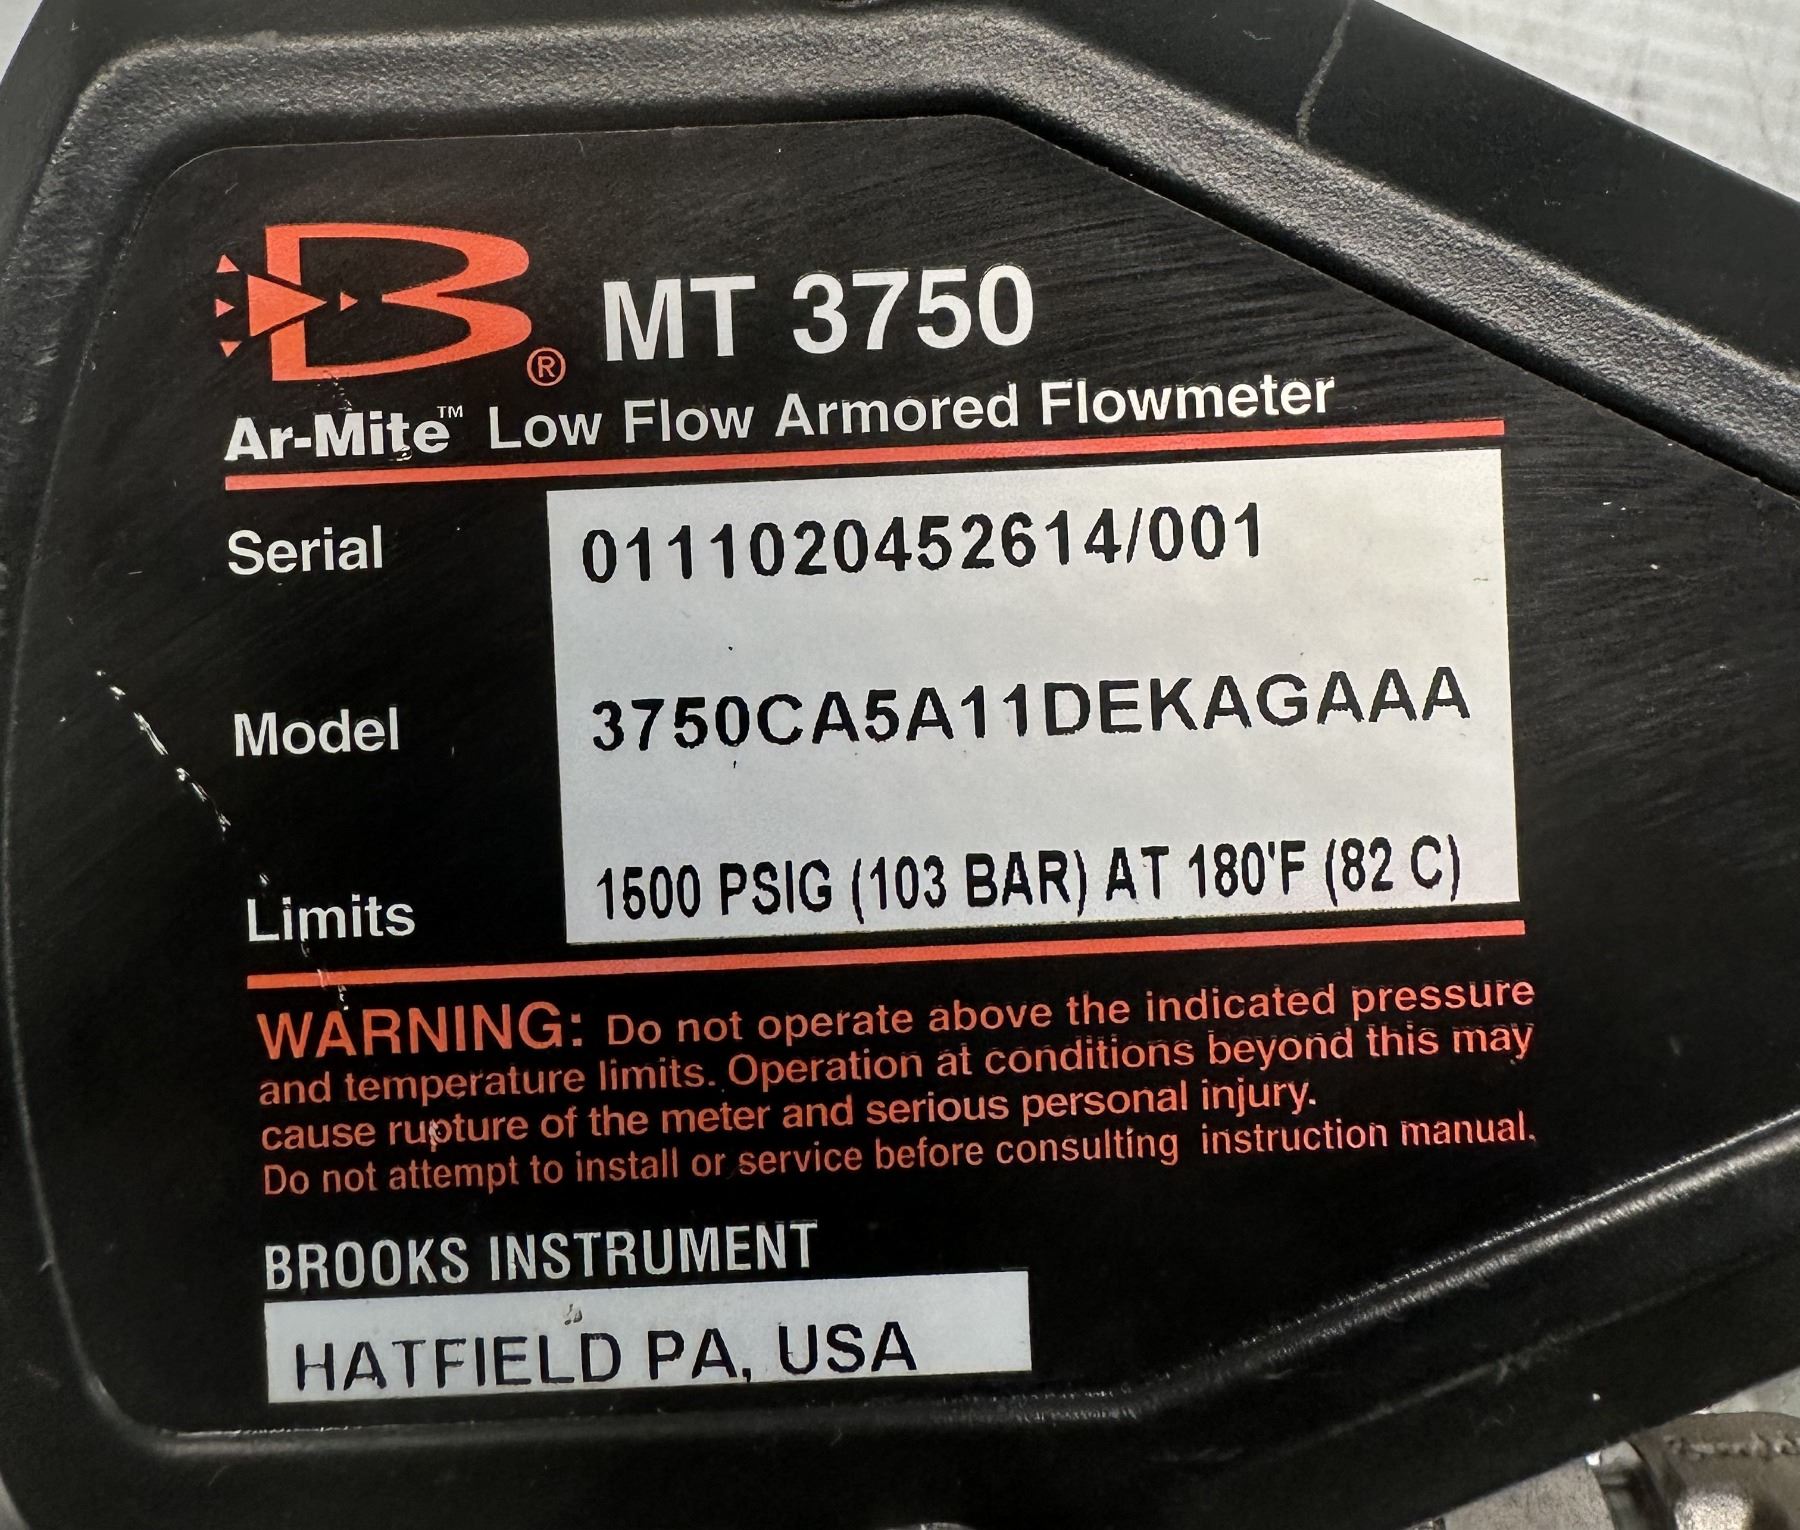 B® MT 3750
Ar-Mite™ Low Flow Armored Flowmeter
Serial 0111020452614/001
Model 3750CA5A11DEKAGAAA
Limits 1500 PSIG (103 BAR) AT 180'F (82 C)
WARNING: Do not operate above the indicated pressure
and temperature limits. Operation at conditions beyond this may
cause rupture of the meter and serious personal injury.
Do not attempt to install or service before consulting instruction manual.
BROOKS INSTRUMENT
HATFIELD PA, USA